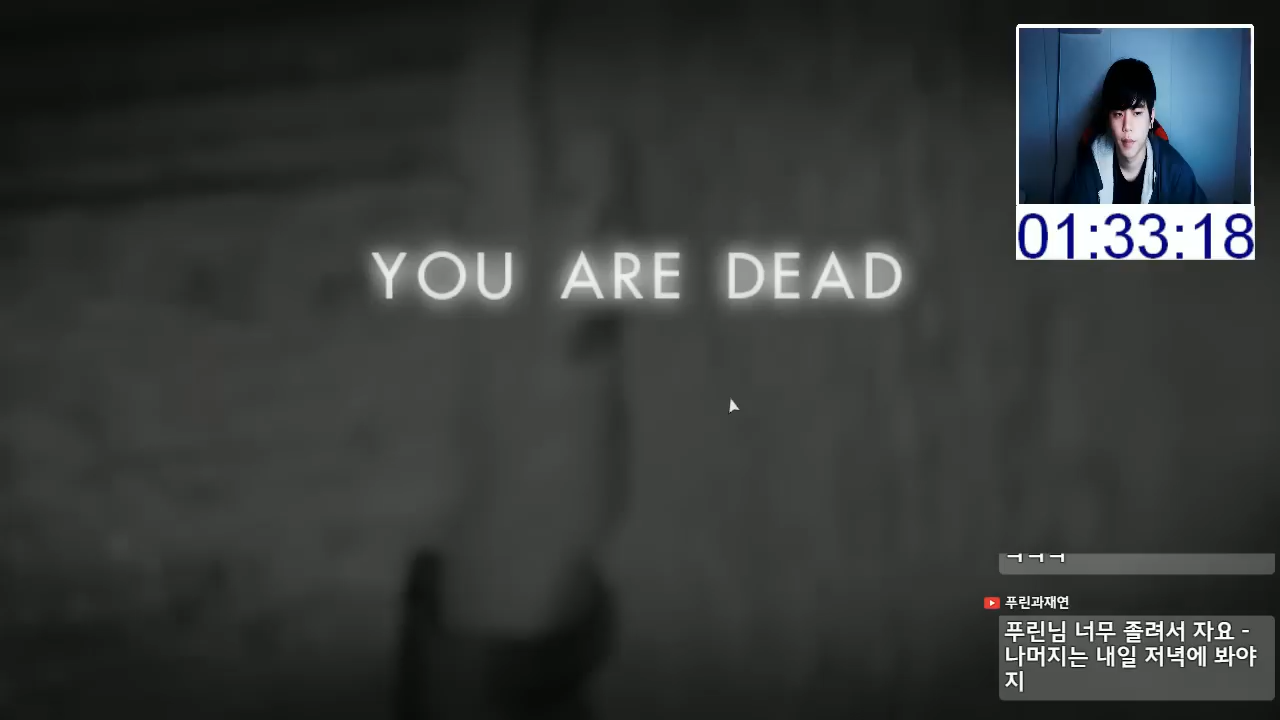 01:33:18
YOU ARE DEAD
푸린과재연
푸린님 너무 졸려서 자요 -
나머지는 내일 저녁에 봐야
지